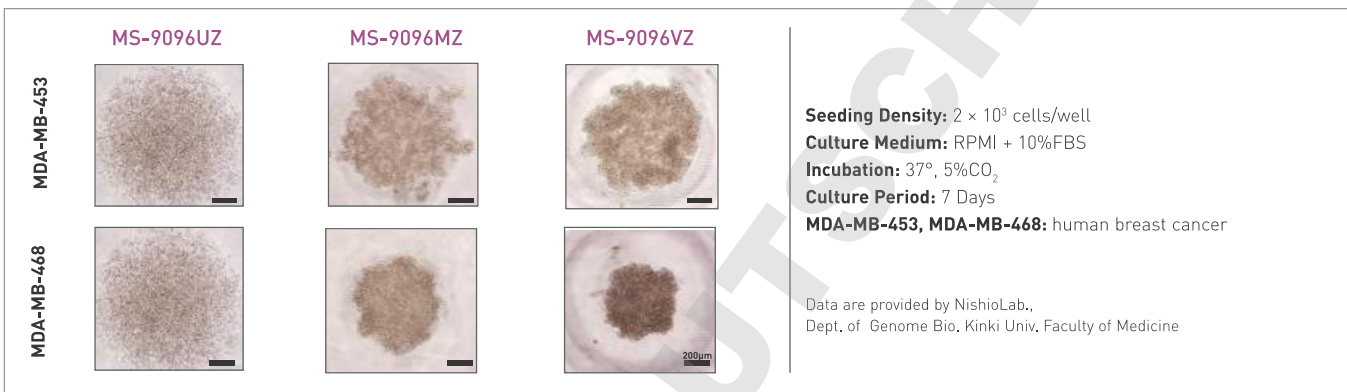 MS-9096UZ
MS-9096MZ
MS-9096VZ
MDA-MB-453
MDA-MB-468
200µm
Seeding Density: 2 × 10³ cells/well
Culture Medium: RPMI + 10%FBS
Incubation: 37°, 5%CO₂
Culture Period: 7 Days
MDA-MB-453, MDA-MB-468: human breast cancer
Data are provided by NishioLab.,
Dept. of Genome Bio. Kinki Univ. Faculty of Medicine
UTSCH